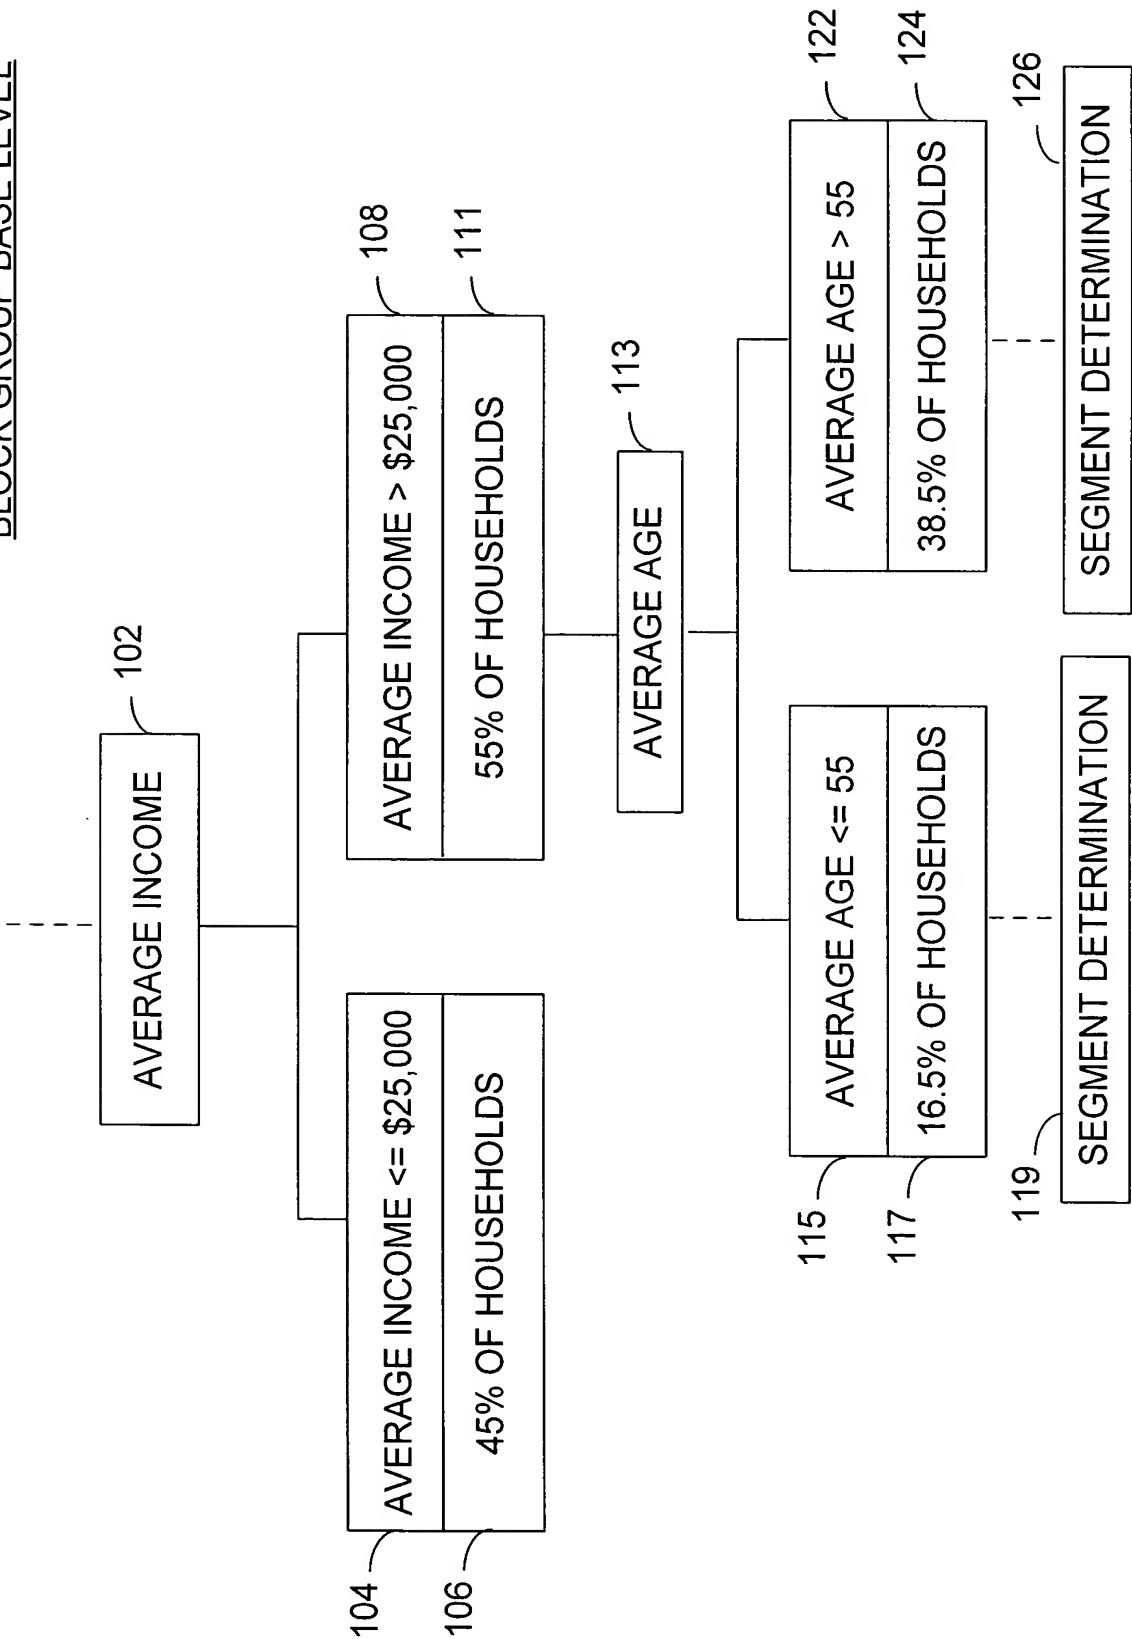 BLOCK GROUP BASE LEVEL
AVERAGE INCOME
102
AVERAGE INCOME <= $25,000
104
45% OF HOUSEHOLDS
106
AVERAGE INCOME > $25,000
108
55% OF HOUSEHOLDS
111
AVERAGE AGE
113
AVERAGE AGE <= 55
115
16.5% OF HOUSEHOLDS
117
SEGMENT DETERMINATION
119
AVERAGE AGE > 55
122
38.5% OF HOUSEHOLDS
124
SEGMENT DETERMINATION
126